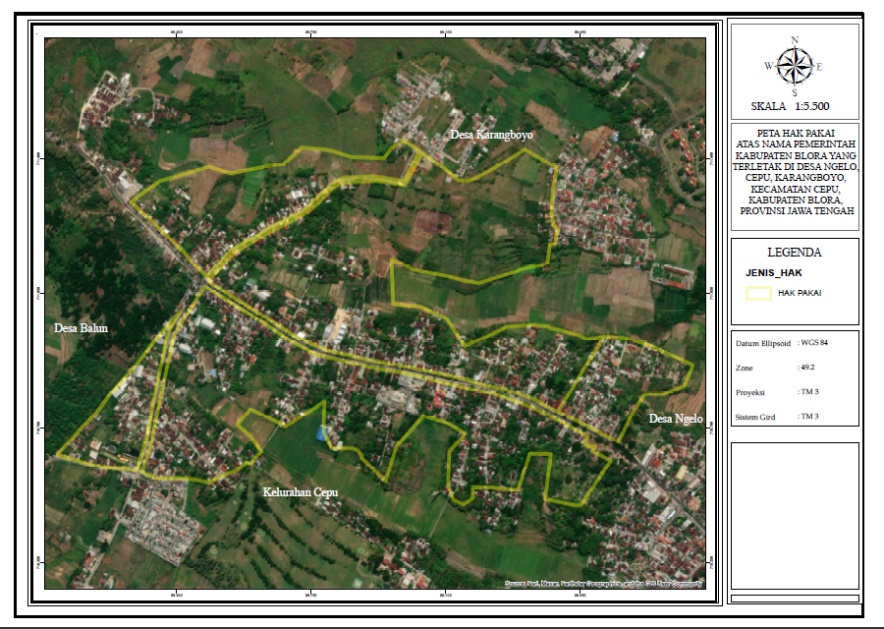 Desa Karangboyo
Desa Balun
Desa Ngelo
Kelurahan Cepu
N
W E
S
SKALA 1:5.500
PETA HAK PAKAI
ATAS NAMA PEMERINTAH
KABUPATEN BLORA YANG
TERLETAK DI DESA NGELO,
CEPU, KARANGBOYO,
KECAMATAN CEPU,
KABUPATEN BLORA,
PROVINSI JAWA TENGAH
LEGENDA
JENIS_HAK
HAK PAKAI
Datum Ellipsoid : WGS 84
Zone : 49.2
Proyeksi : TM 3
Sistem Gird : TM 3